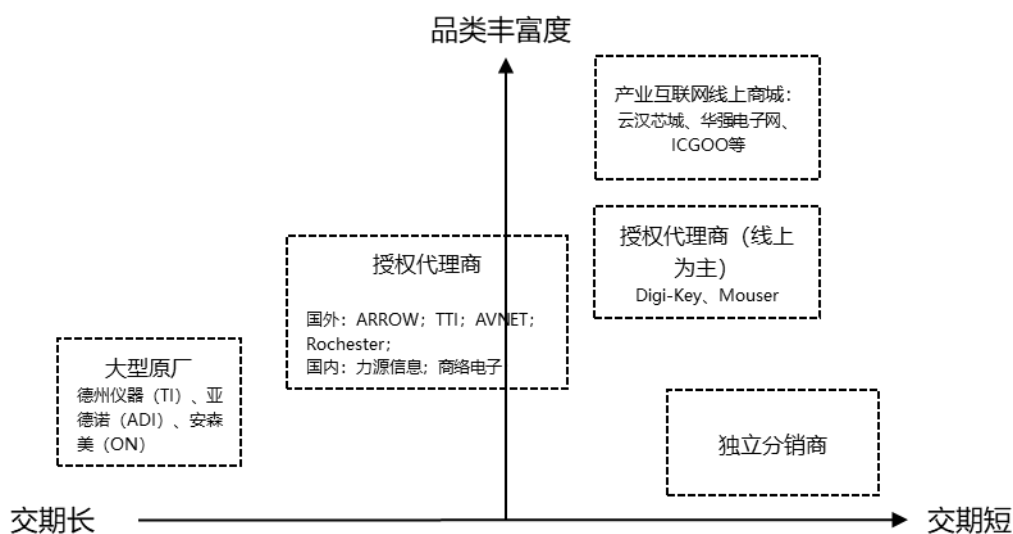 品类丰富度
产业互联网线上商城：
云汉芯城、华强电子网、
ICGOO等
授权代理商（线上
为主）
Digi-Key、Mouser
授权代理商
国外：ARROW；TTI；AVNET；
Rochester；
国内：力源信息；商络电子
大型原厂
德州仪器（TI）、亚
德诺（ADI）、安森
美（ON）
独立分销商
交期长
交期短